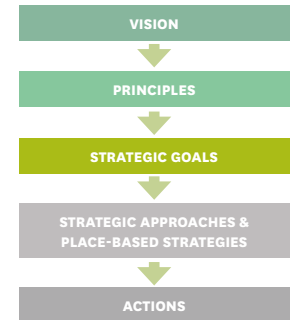 VISION
PRINCIPLES
STRATEGIC GOALS
STRATEGIC APPROACHES &
PLACE-BASED STRATEGIES
ACTIONS